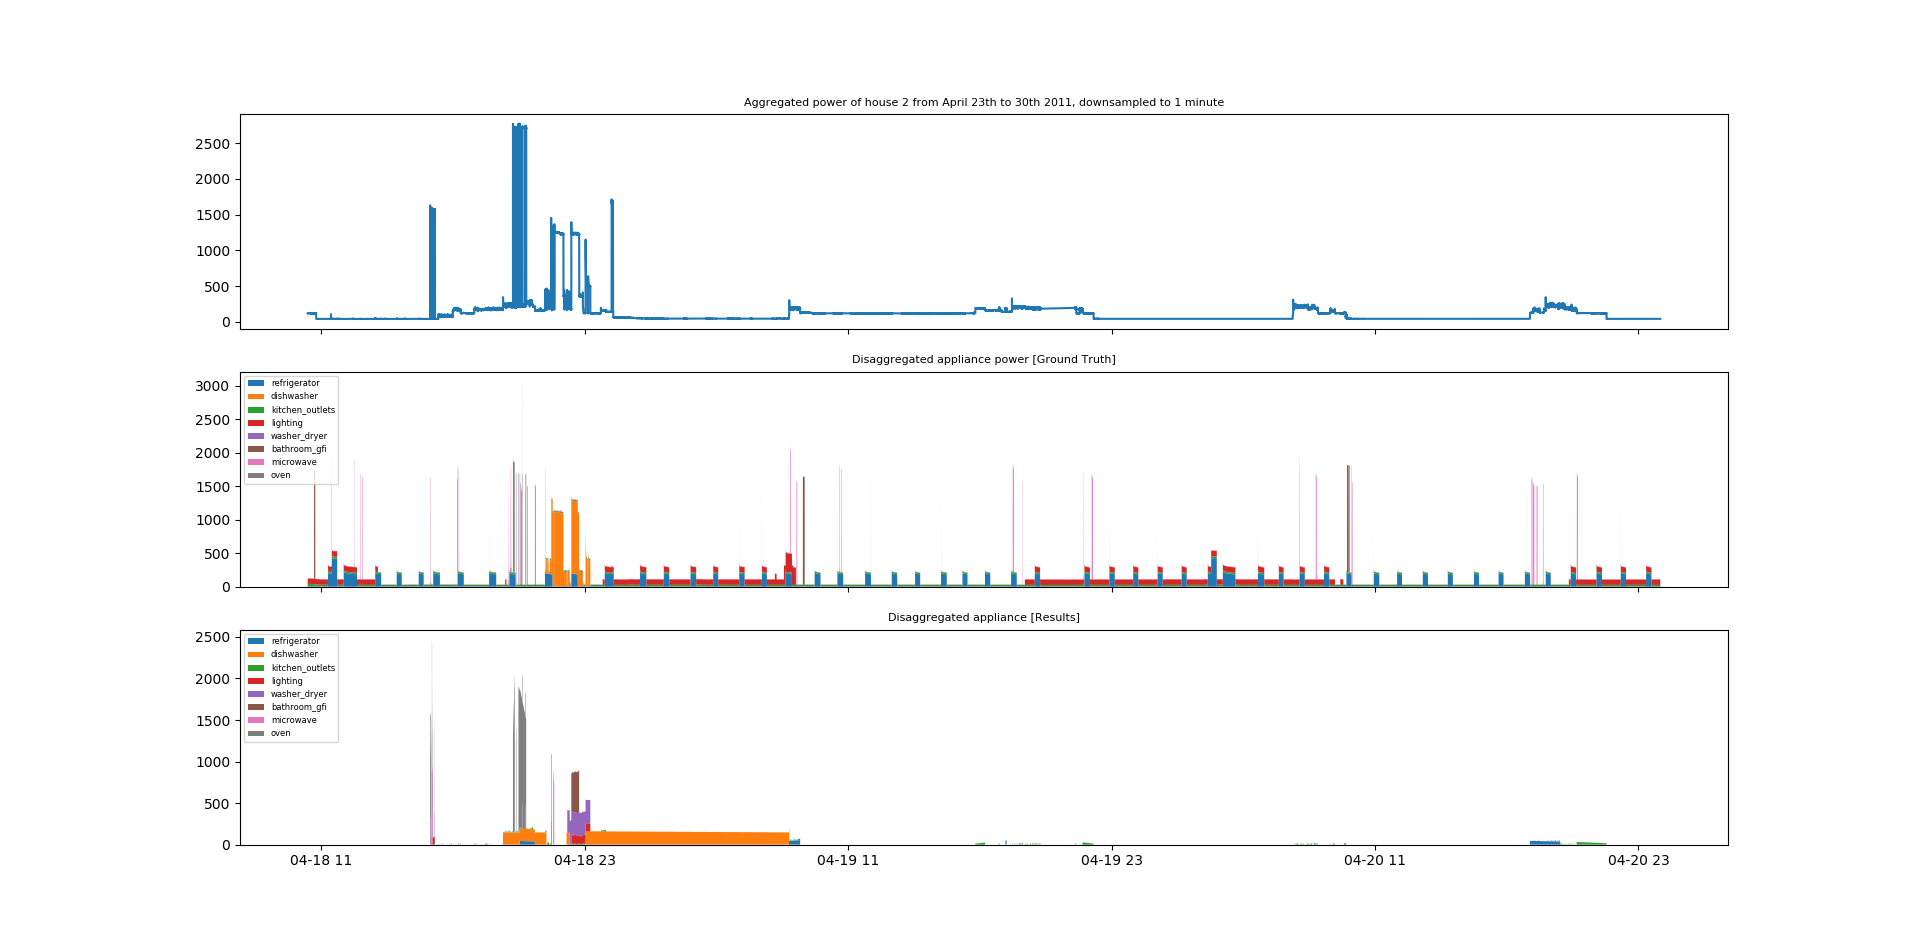 Aggregated power of house 2 from April 23th to 30th 2011, downsampled to 1 minute
2500
2000
1500
1000
500
0
Disaggregated appliance power [Ground Truth]
3000
2500
2000
1500
1000
500
0
refrigerator
dishwasher
kitchen_outlets
lighting
washer_dryer
bathroom_gfi
microwave
oven
Disaggregated appliance [Results]
2500
2000
1500
1000
500
0
refrigerator
dishwasher
kitchen_outlets
lighting
washer_dryer
bathroom_gfi
microwave
oven
04-18 11 04-18 23 04-19 11 04-19 23 04-20 11 04-20 23